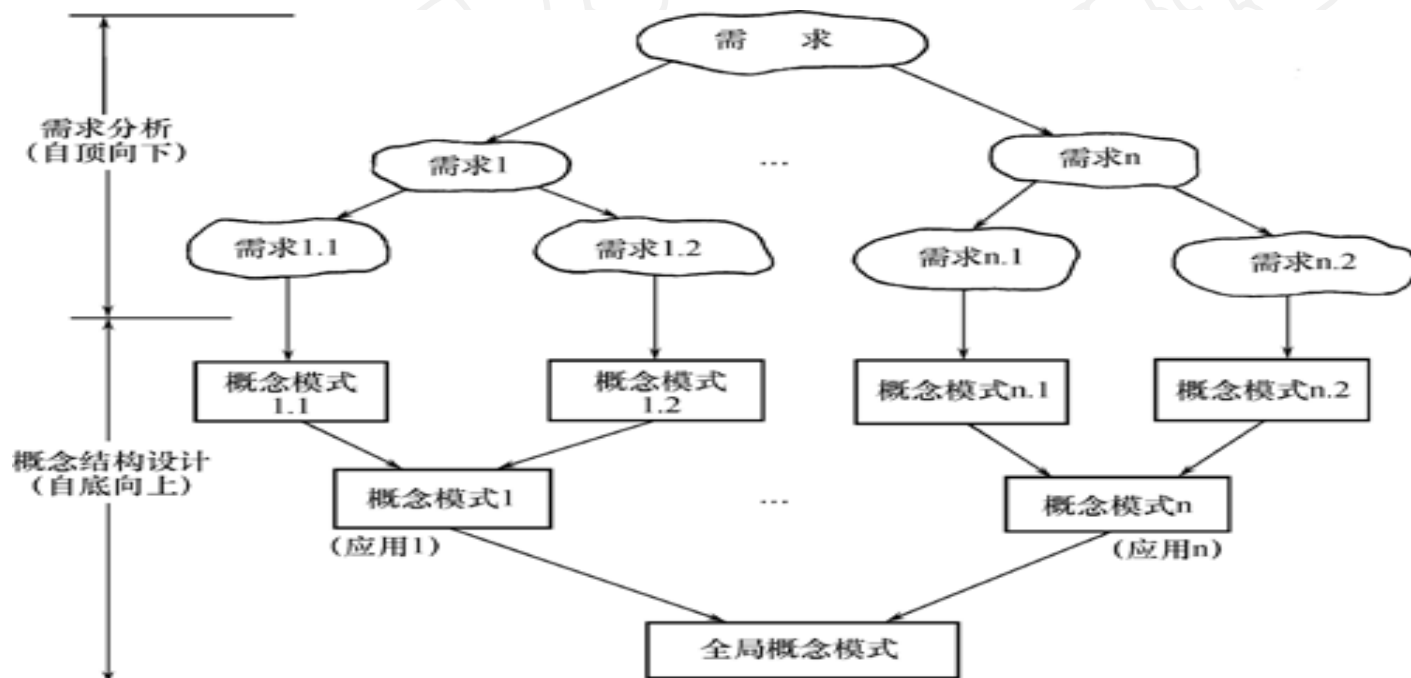 需 求
需求分析
(自顶向下)
需求1
...
需求n
需求1.1
需求1.2
需求n.1
需求n.2
概念模式
1.1
概念模式
1.2
概念模式n.1
概念模式n.2
概念结构设计
(自底向上)
概念模式1
...
概念模式n
(应用1)
(应用n)
全局概念模式